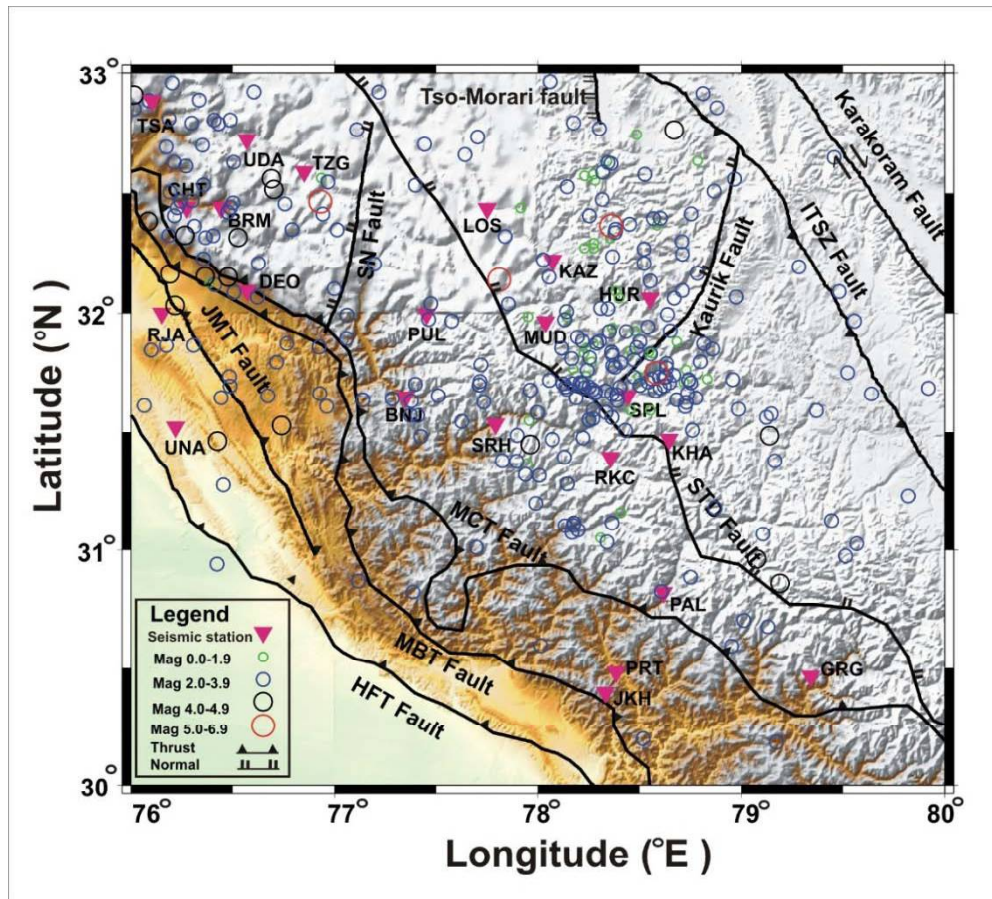 33°
Tso-Morari fault
Karakoram Fault
TSA
UDA
TZG
CHT
BRM
LOS
SN Fault
KAZ
ITSZ Fault
DEO
HUR
Kaurik Fault
32°
RJA
JMT Fault
PUL
MUD
BNJ
SPL
UNA
SRH
RKC
KHA
STD Fault
MCT Fault
31°
PAL
Legend
Seismic station
Mag 0.0-1.9
Mag 2.0-3.9
Mag 4.0-4.9
Mag 5.0-6.9
Thrust
Normal
MBT Fault
HFT Fault
PRT
JKH
GRG
30°
76° 77° 78° 79° 80°
Latitude (°N)
Longitude (°E )